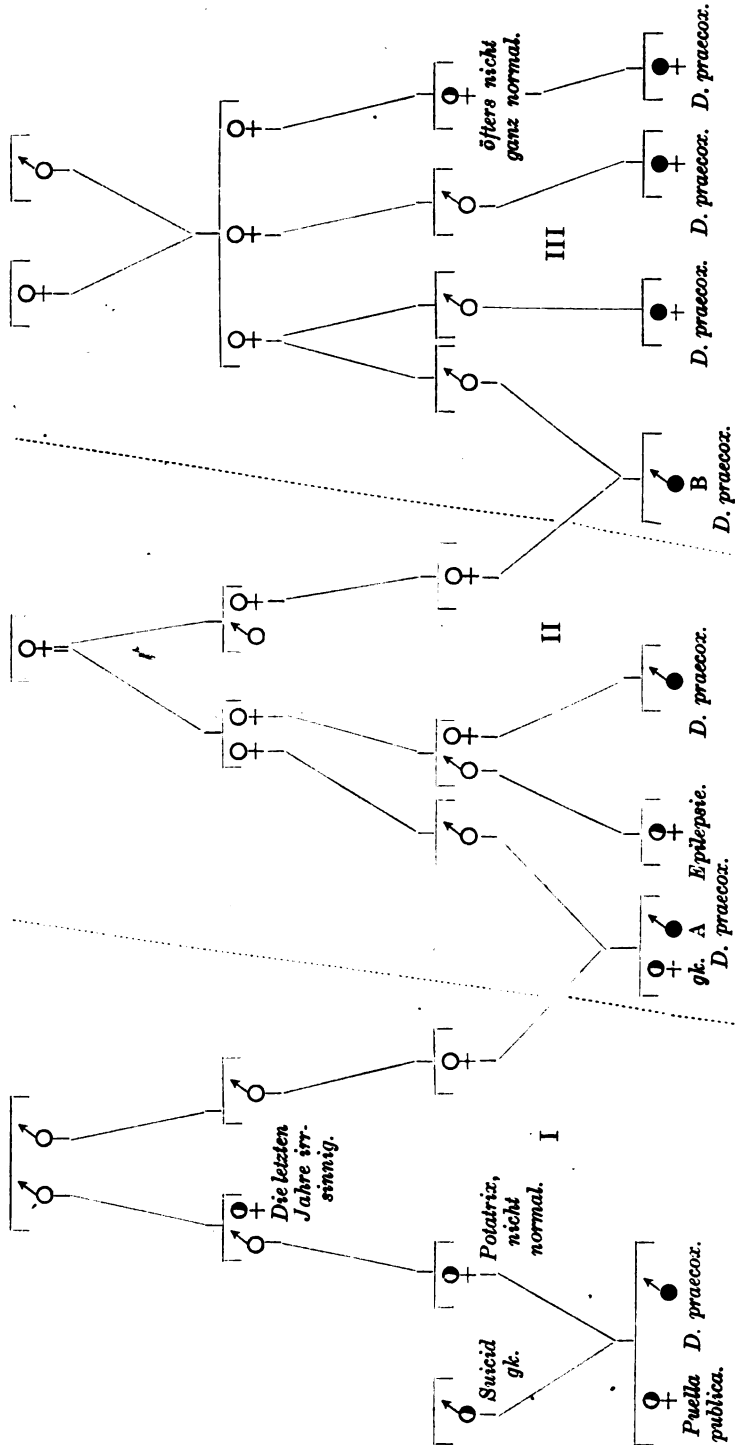 Die letzten
Jahre irr-
sinnig.
Suicid
gk.
Potatrix,
nicht
normal.
öfters nicht
ganz normal.
I
II
III
Puella
publica.
D. praecox.
gk. A
D. praecox.
Epilepsie.
D. praecox.
B
D. praecox.
D. praecox.
D. praecox.
D. praecox.